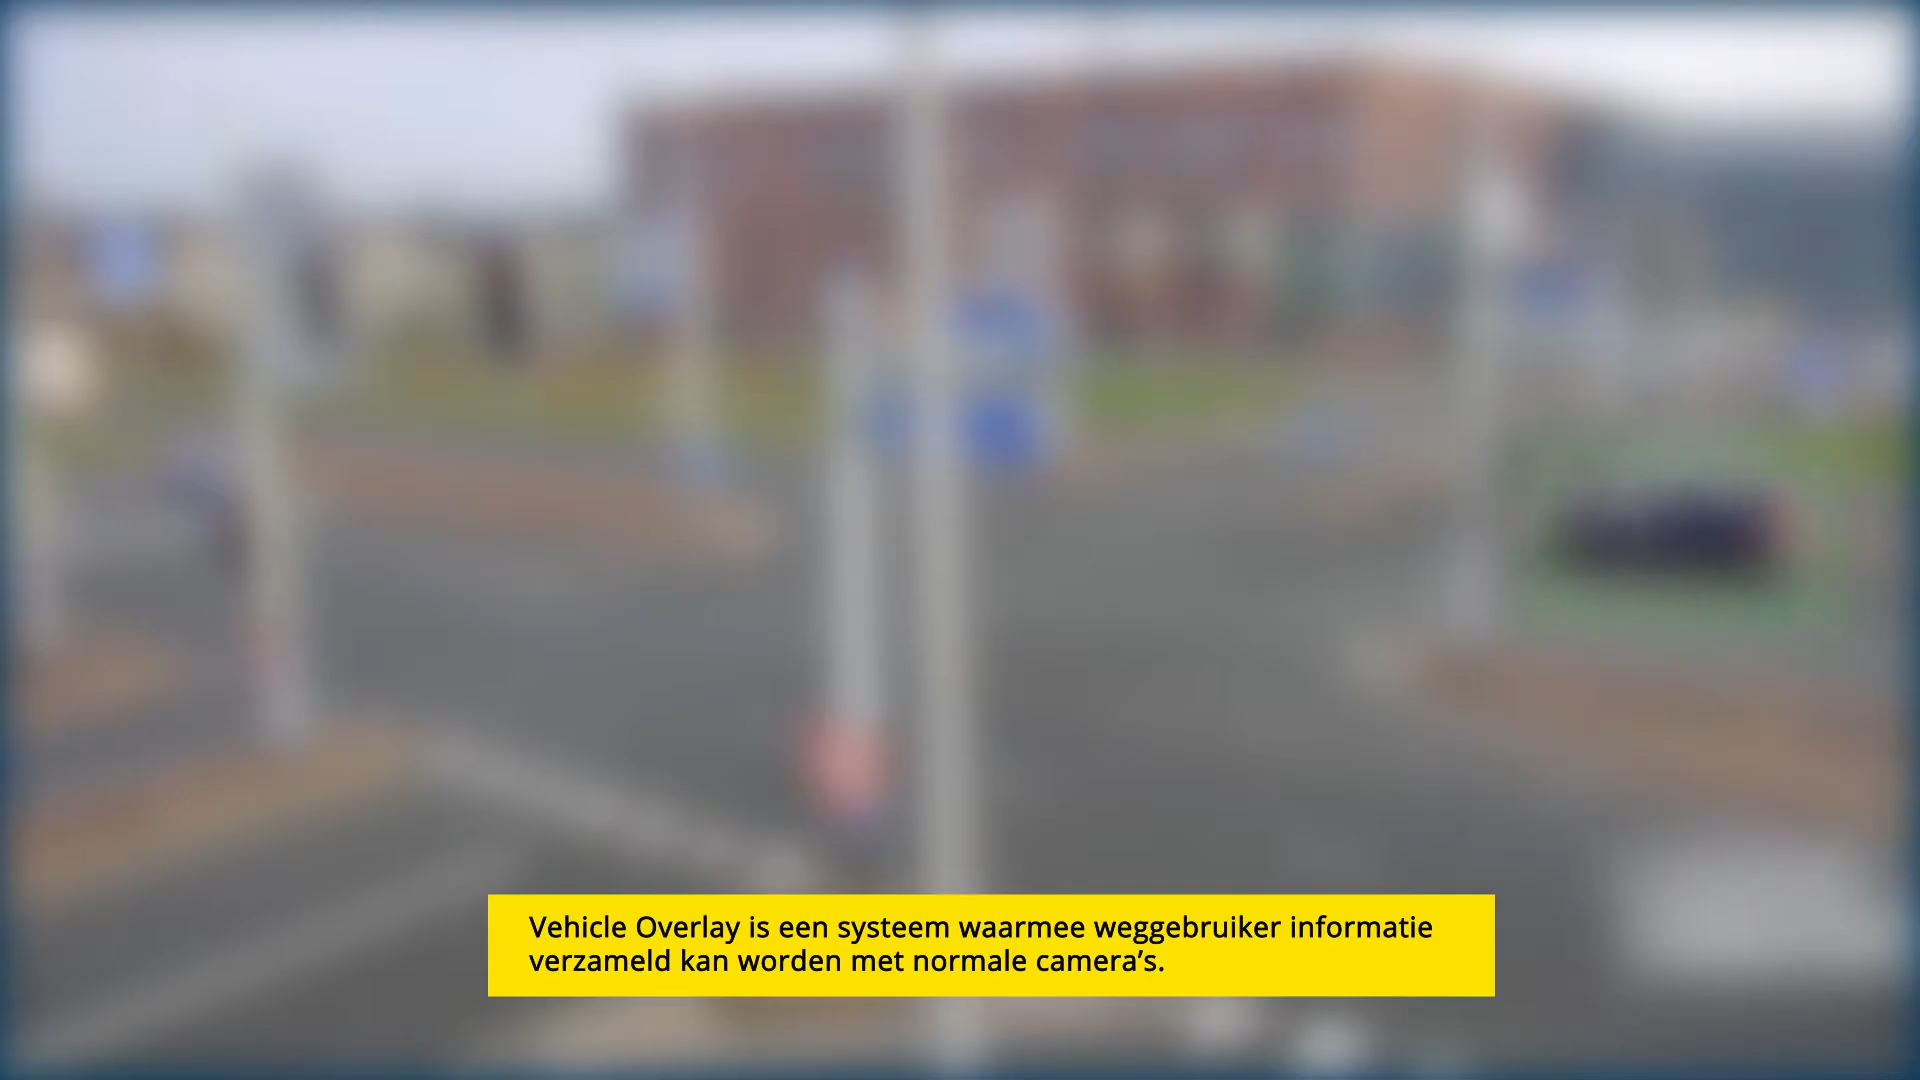 Vehicle Overlay is een systeem waarmee weggebruiker informatie
verzameld kan worden met normale camera’s.